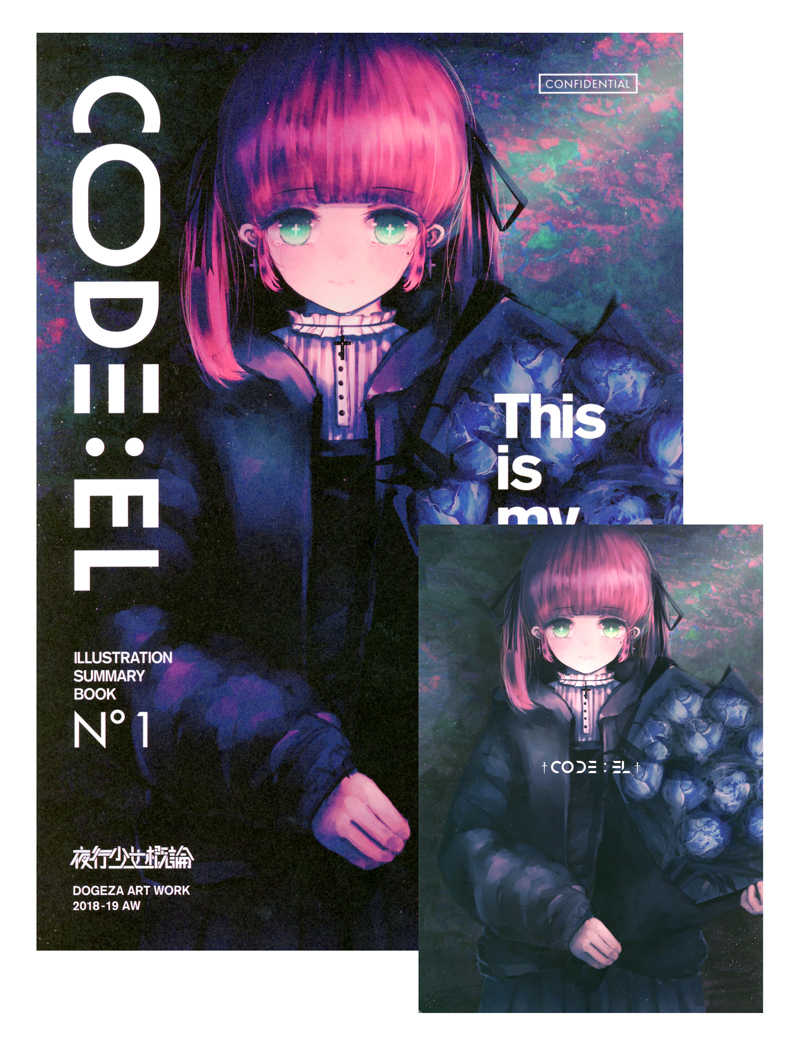 CODE:EL
CONFIDENTIAL
This
is
my
ILLUSTRATION
SUMMARY
BOOK
N° 1
夜行少女概論
DOGEZA ART WORK
2018-19 AW
†CODE:EL†